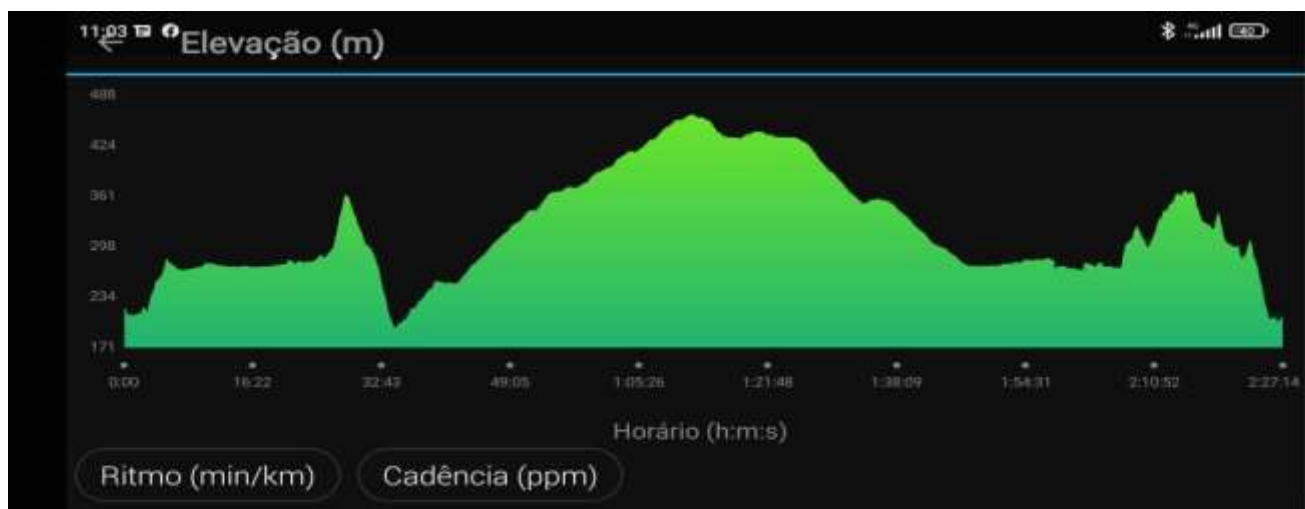 11:03
Elevação (m)
40
488
424
361
298
234
171
0:00 16:22 32:43 49:05 1:05:26 1:21:48 1:38:09 1:54:31 2:10:52 2:27:14
Horário (h:m:s)
Ritmo (min/km) Cadência (ppm)